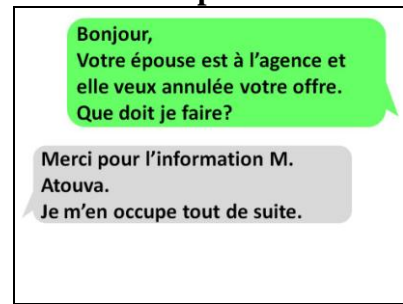 Bonjour,
Votre épouse est à l’agence et
elle veux annulée votre offre.
Que doit je faire?
Merci pour l’information M.
Atouva.
Je m’en occupe tout de suite.